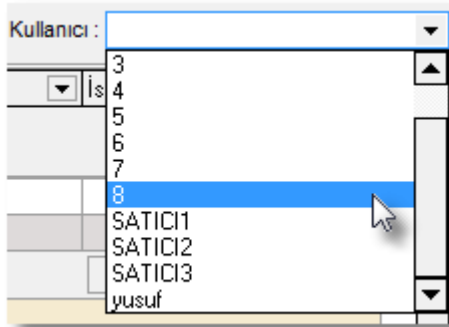 Kullanıcı :
3
İs
4
5
6
7
8
SATICI1
SATICI2
SATICI3
yusuf